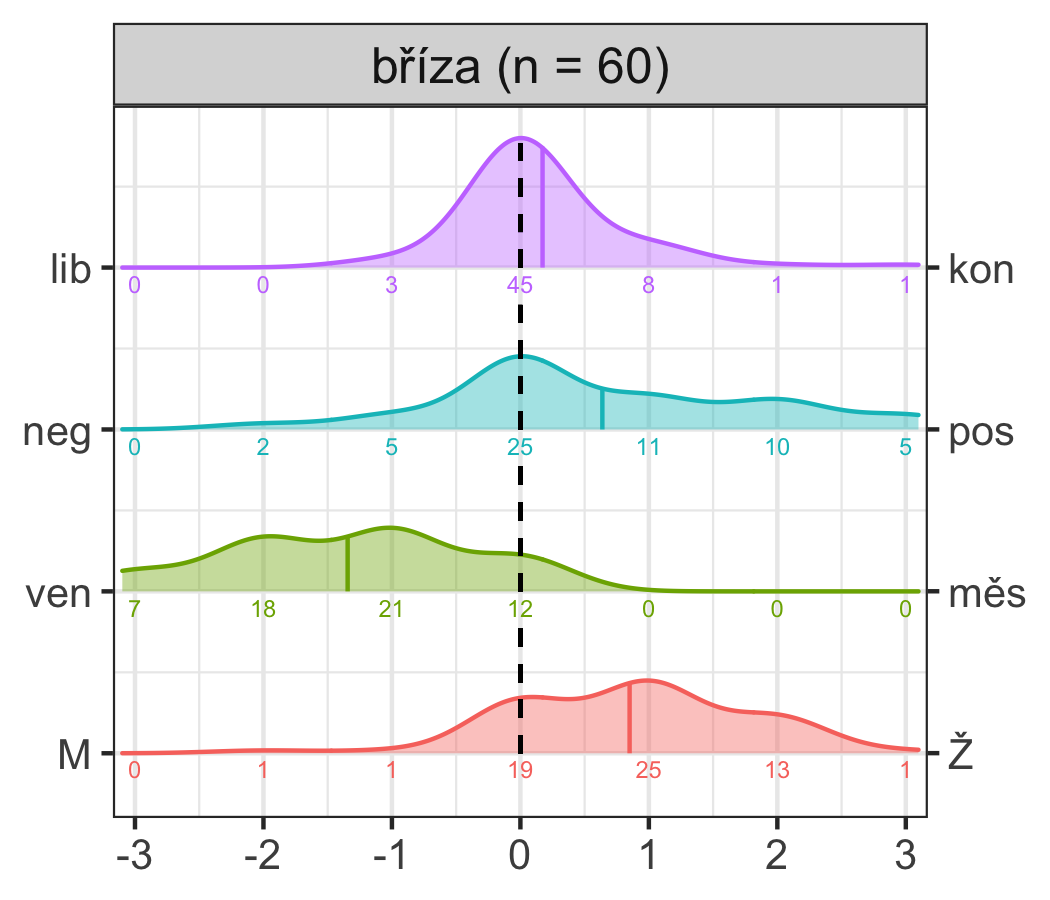 bříza (n = 60)
lib kon
0 0 3 45 8 1 1
neg pos
0 2 5 25 11 10 5
ven měs
7 18 21 12 0 0 0
M Ž
0 1 1 19 25 13 1
-3 -2 -1 0 1 2 3